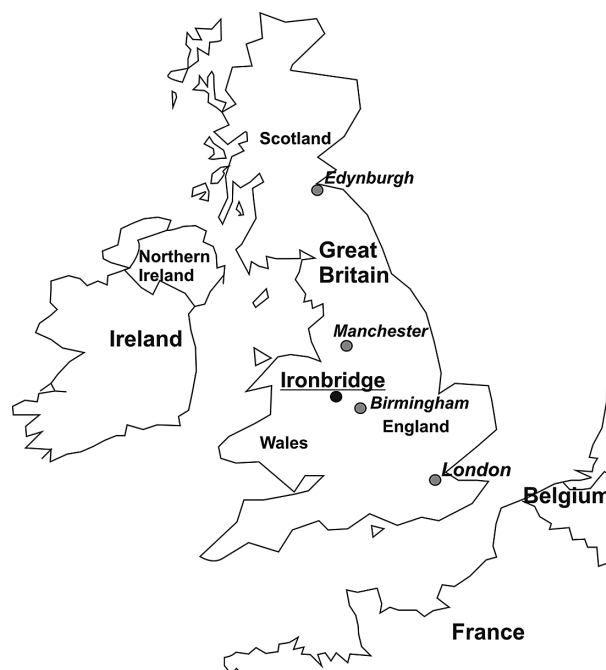 Scotland
Edynburgh
Northern
Ireland
Great
Britain
Ireland
Manchester
Ironbridge
Birmingham
England
Wales
London
Belgium
France